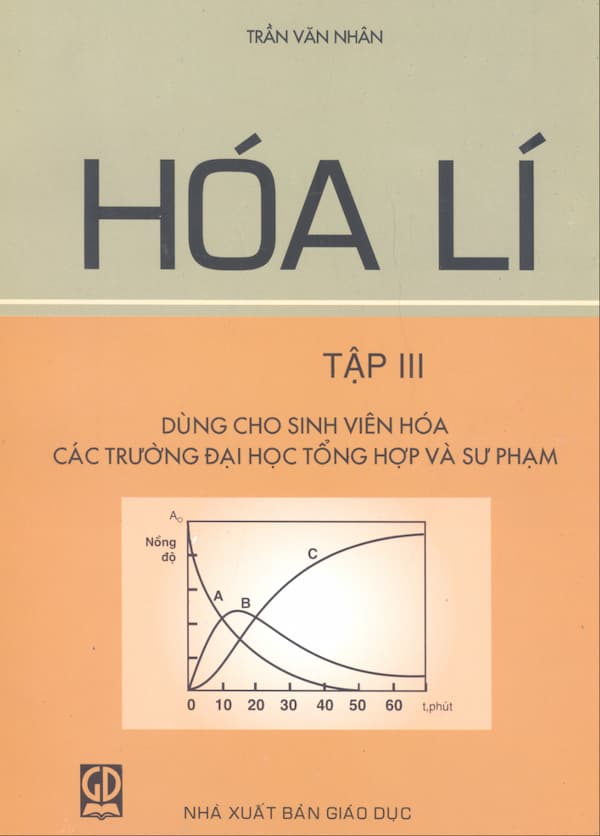 TRẦN VĂN NHÂN
HÓA LÍ
TẬP III
DÙNG CHO SINH VIÊN HÓA
CÁC TRƯỜNG ĐẠI HỌC TỔNG HỢP VÀ SƯ PHẠM
A₀
Nồng
độ
C
A
B
0 10 20 30 40 50 60 t,phút
GD
NHÀ XUẤT BẢN GIÁO DỤC